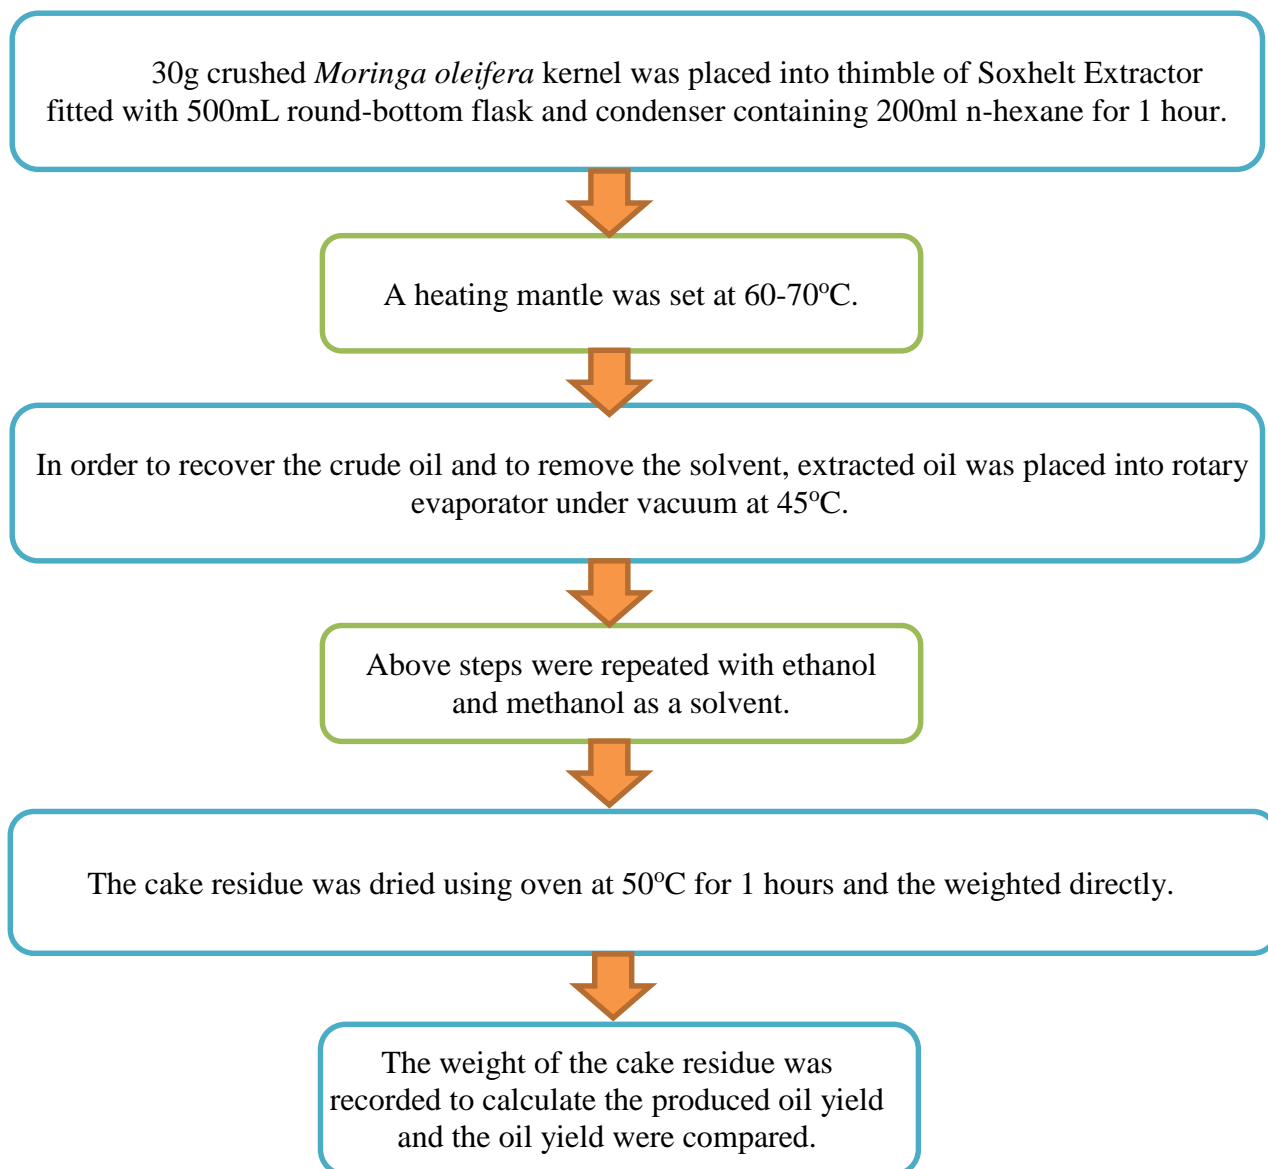 30g crushed Moringa oleifera kernel was placed into thimble of Soxhelt Extractor
fitted with 500mL round-bottom flask and condenser containing 200ml n-hexane for 1 hour.
A heating mantle was set at 60-70ºC.
In order to recover the crude oil and to remove the solvent, extracted oil was placed into rotary
evaporator under vacuum at 45ºC.
Above steps were repeated with ethanol
and methanol as a solvent.
The cake residue was dried using oven at 50ºC for 1 hours and the weighted directly.
The weight of the cake residue was
recorded to calculate the produced oil yield
and the oil yield were compared.